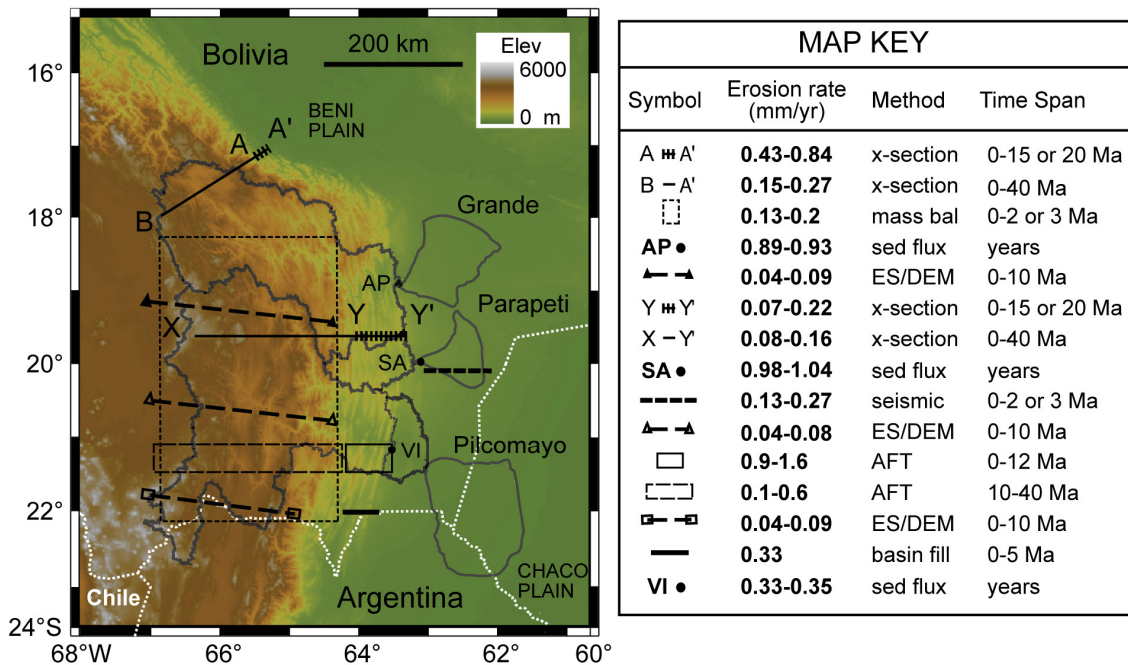 Bolivia
200 km
Elev
6000
0 m
16°
18°
20°
22°
24°S
68°W
66°
64°
62°
60°
A
A'
BENI
PLAIN
B
Grande
AP
Parapeti
X
Y
Y'
SA
Pilcomayo
VI
CHACO
PLAIN
Chile
Argentina
MAP KEY
Symbol Erosion rate (mm/yr) Method Time Span
A A' 0.43-0.84 x-section 0-15 or 20 Ma
B – A' 0.15-0.27 x-section 0-40 Ma
0.13-0.2 mass bal 0-2 or 3 Ma
AP 0.89-0.93 sed flux years
0.04-0.09 ES/DEM 0-10 Ma
Y Y' 0.07-0.22 x-section 0-15 or 20 Ma
X – Y' 0.08-0.16 x-section 0-40 Ma
SA 0.98-1.04 sed flux years
0.13-0.27 seismic 0-2 or 3 Ma
0.04-0.08 ES/DEM 0-10 Ma
0.9-1.6 AFT 0-12 Ma
0.1-0.6 AFT 10-40 Ma
0.04-0.09 ES/DEM 0-10 Ma
0.33 basin fill 0-5 Ma
VI 0.33-0.35 sed flux years